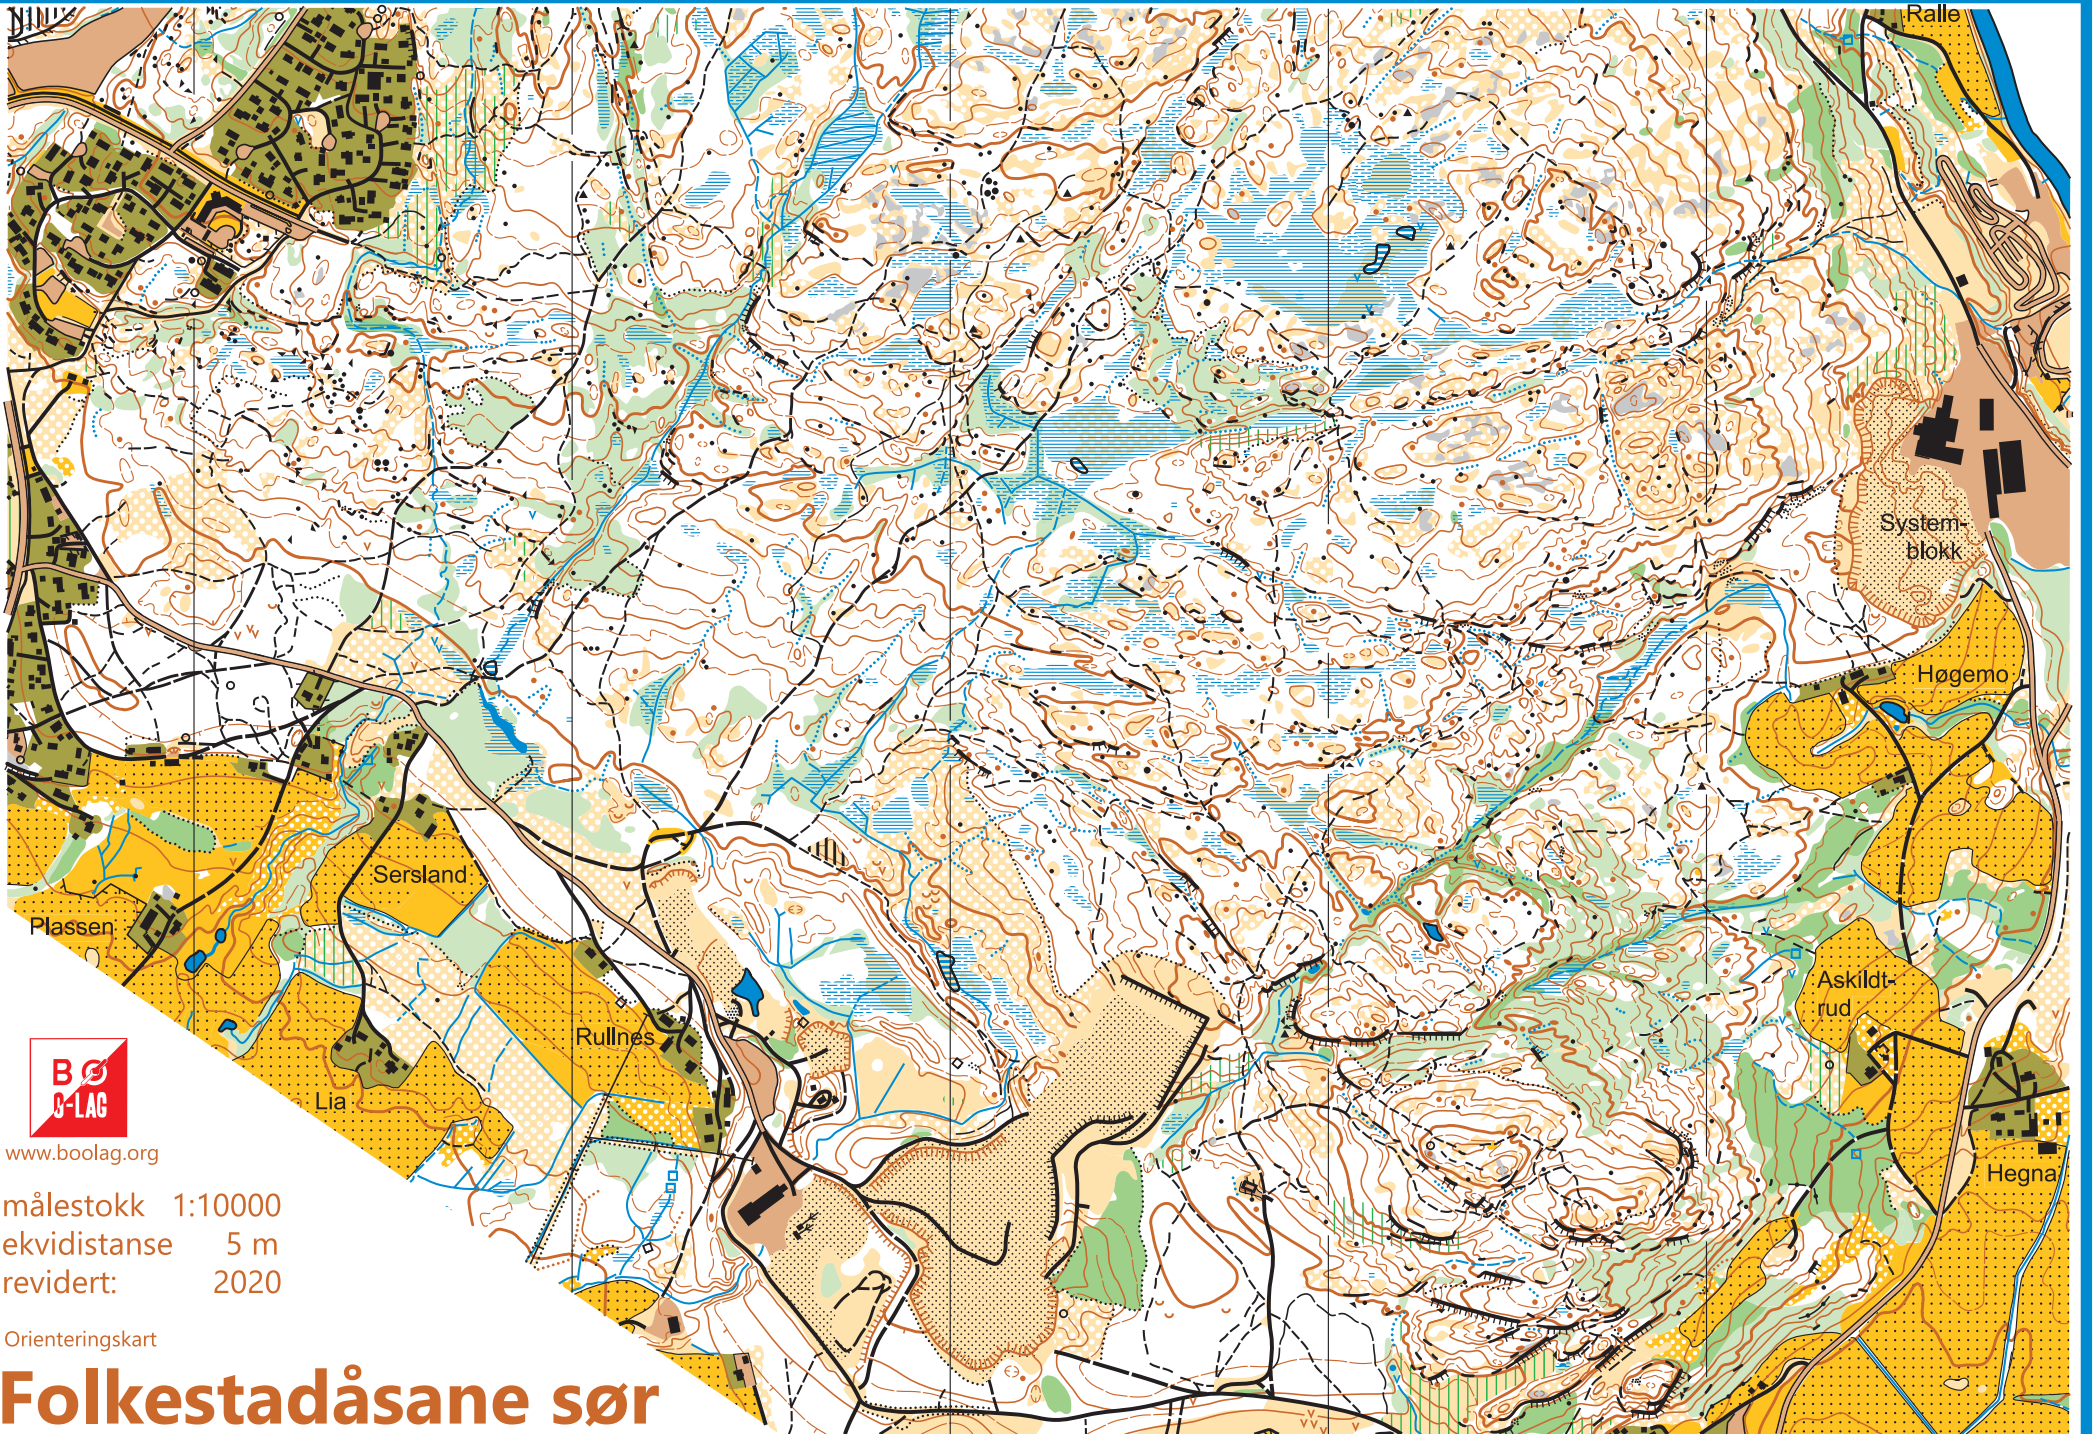 Ralle
System-
blokk
Høgemo
Sersland
Plassen
Askildt-
rud
Rullnes
Lia
Hegna
BØ
O-LAG
www.boolag.org
målestokk 1:10000
ekvidistanse 5 m
revidert: 2020
Orienteringskart
Folkestadåsane sør